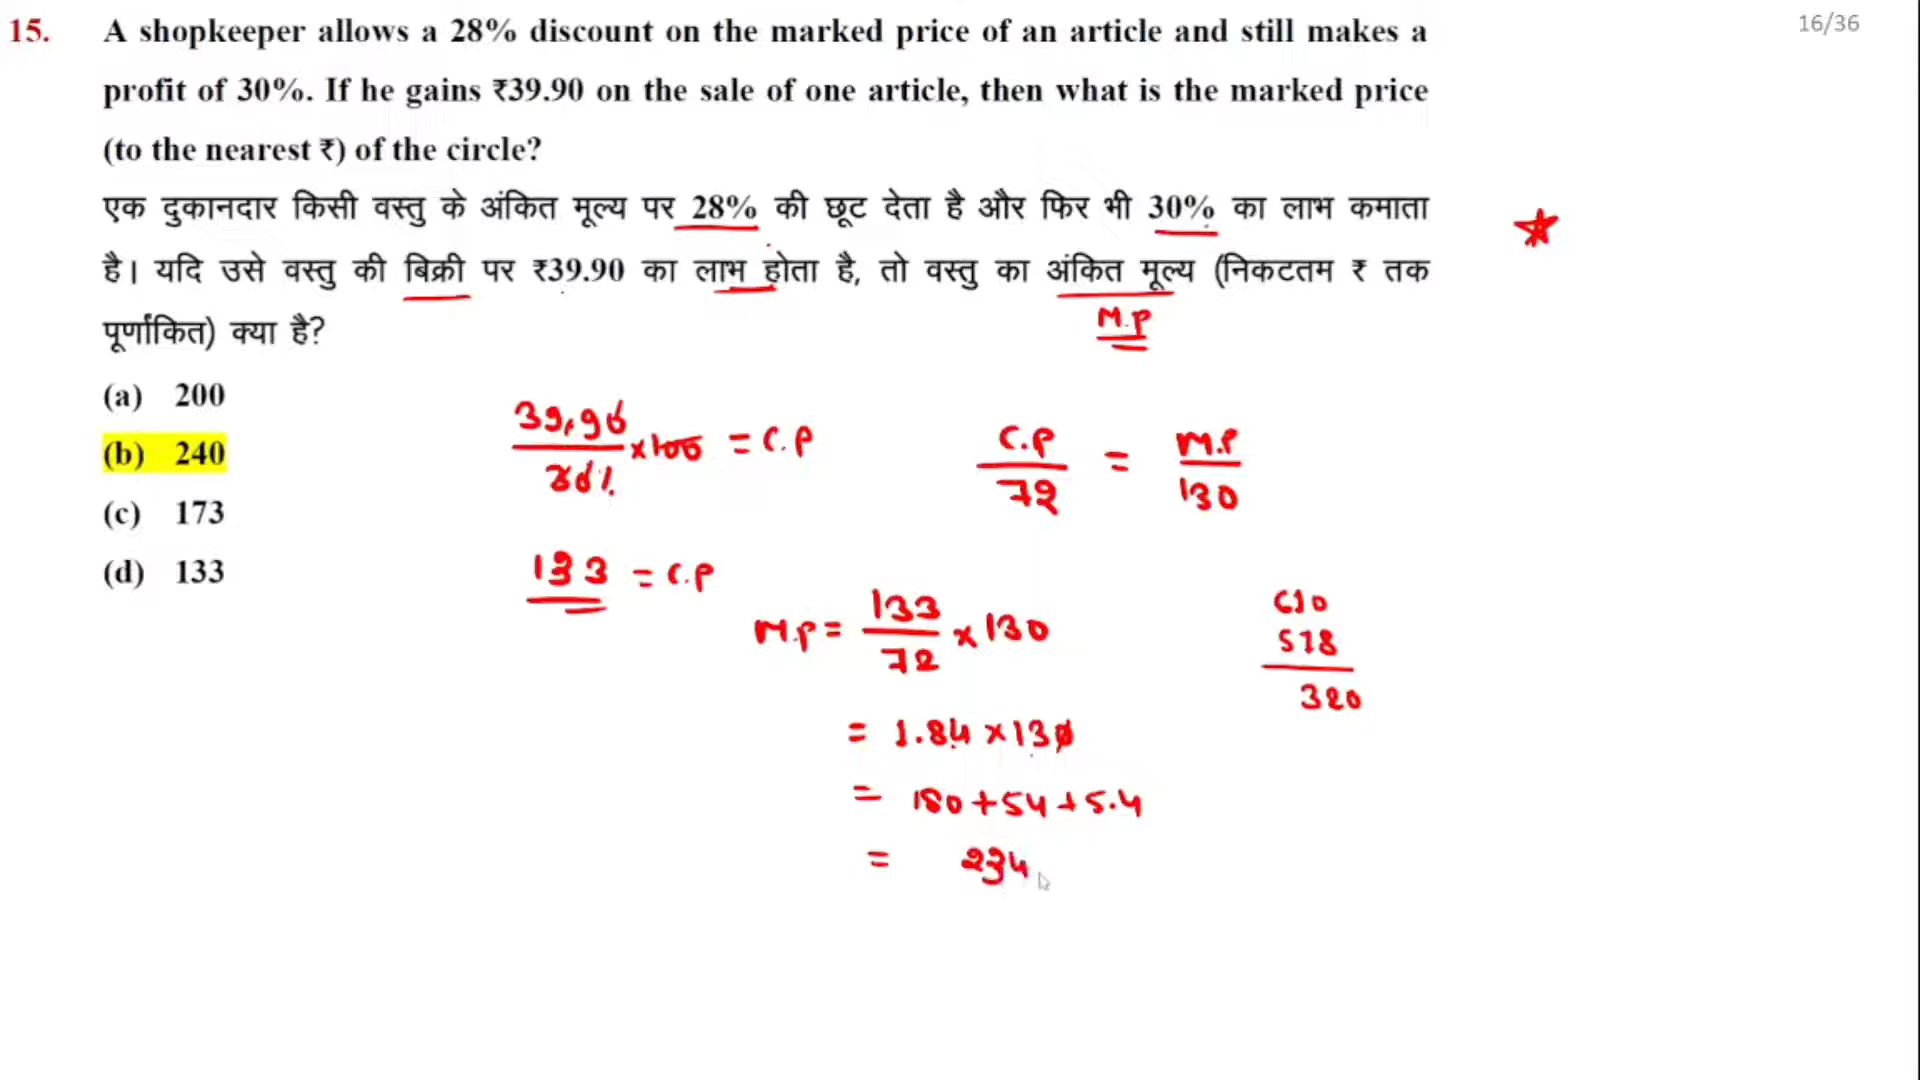 16/36
15. A shopkeeper allows a 28% discount on the marked price of an article and still makes a
profit of 30%. If he gains ₹39.90 on the sale of one article, then what is the marked price
(to the nearest ₹) of the circle?
एक दुकानदार किसी वस्तु के अंकित मूल्य पर 28% की छूट देता है और फिर भी 30% का लाभ कमाता
है। यदि उसे वस्तु की बिक्री पर ₹39.90 का लाभ होता है, तो वस्तु का अंकित मूल्य (निकटतम ₹ तक
M.P
पूर्णांकित) क्या है?
(a) 200
(b) 240
(c) 173
(d) 133
39.90/30% × 100 = C.P
C.P/72 = M.P/130
133 = C.P
M.P = 133/72 × 130
610
578
320
= 1.84 × 130
= 180 + 54 + 5.4
= 234